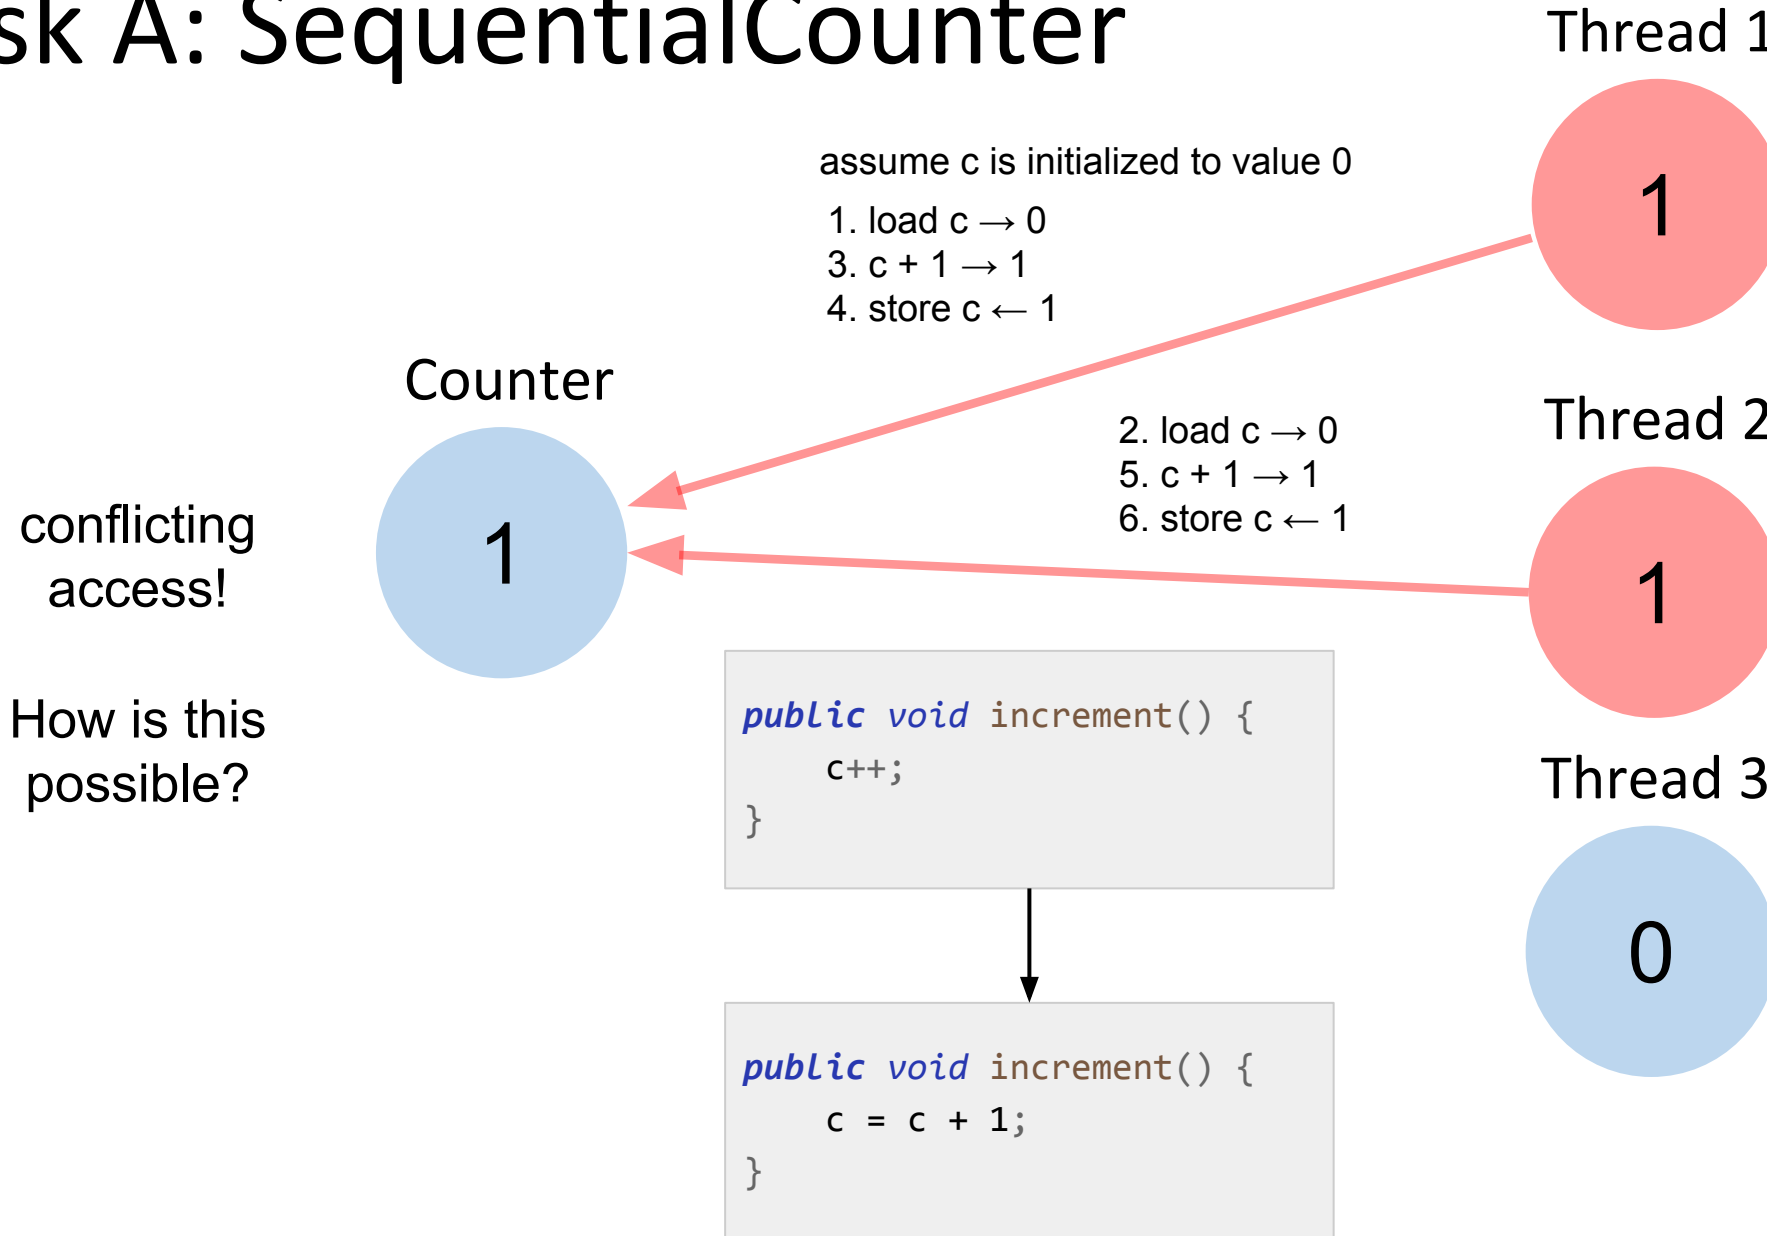 sk A: SequentialCounter
Thread 1
assume c is initialized to value 0
1. load c → 0
3. c + 1 → 1
4. store c ← 1
1
Counter
Thread 2
2. load c → 0
5. c + 1 → 1
6. store c ← 1
conflicting
access!
1
1
How is this
possible?
public void increment() {
c++;
}
Thread 3
0
public void increment() {
c = c + 1;
}